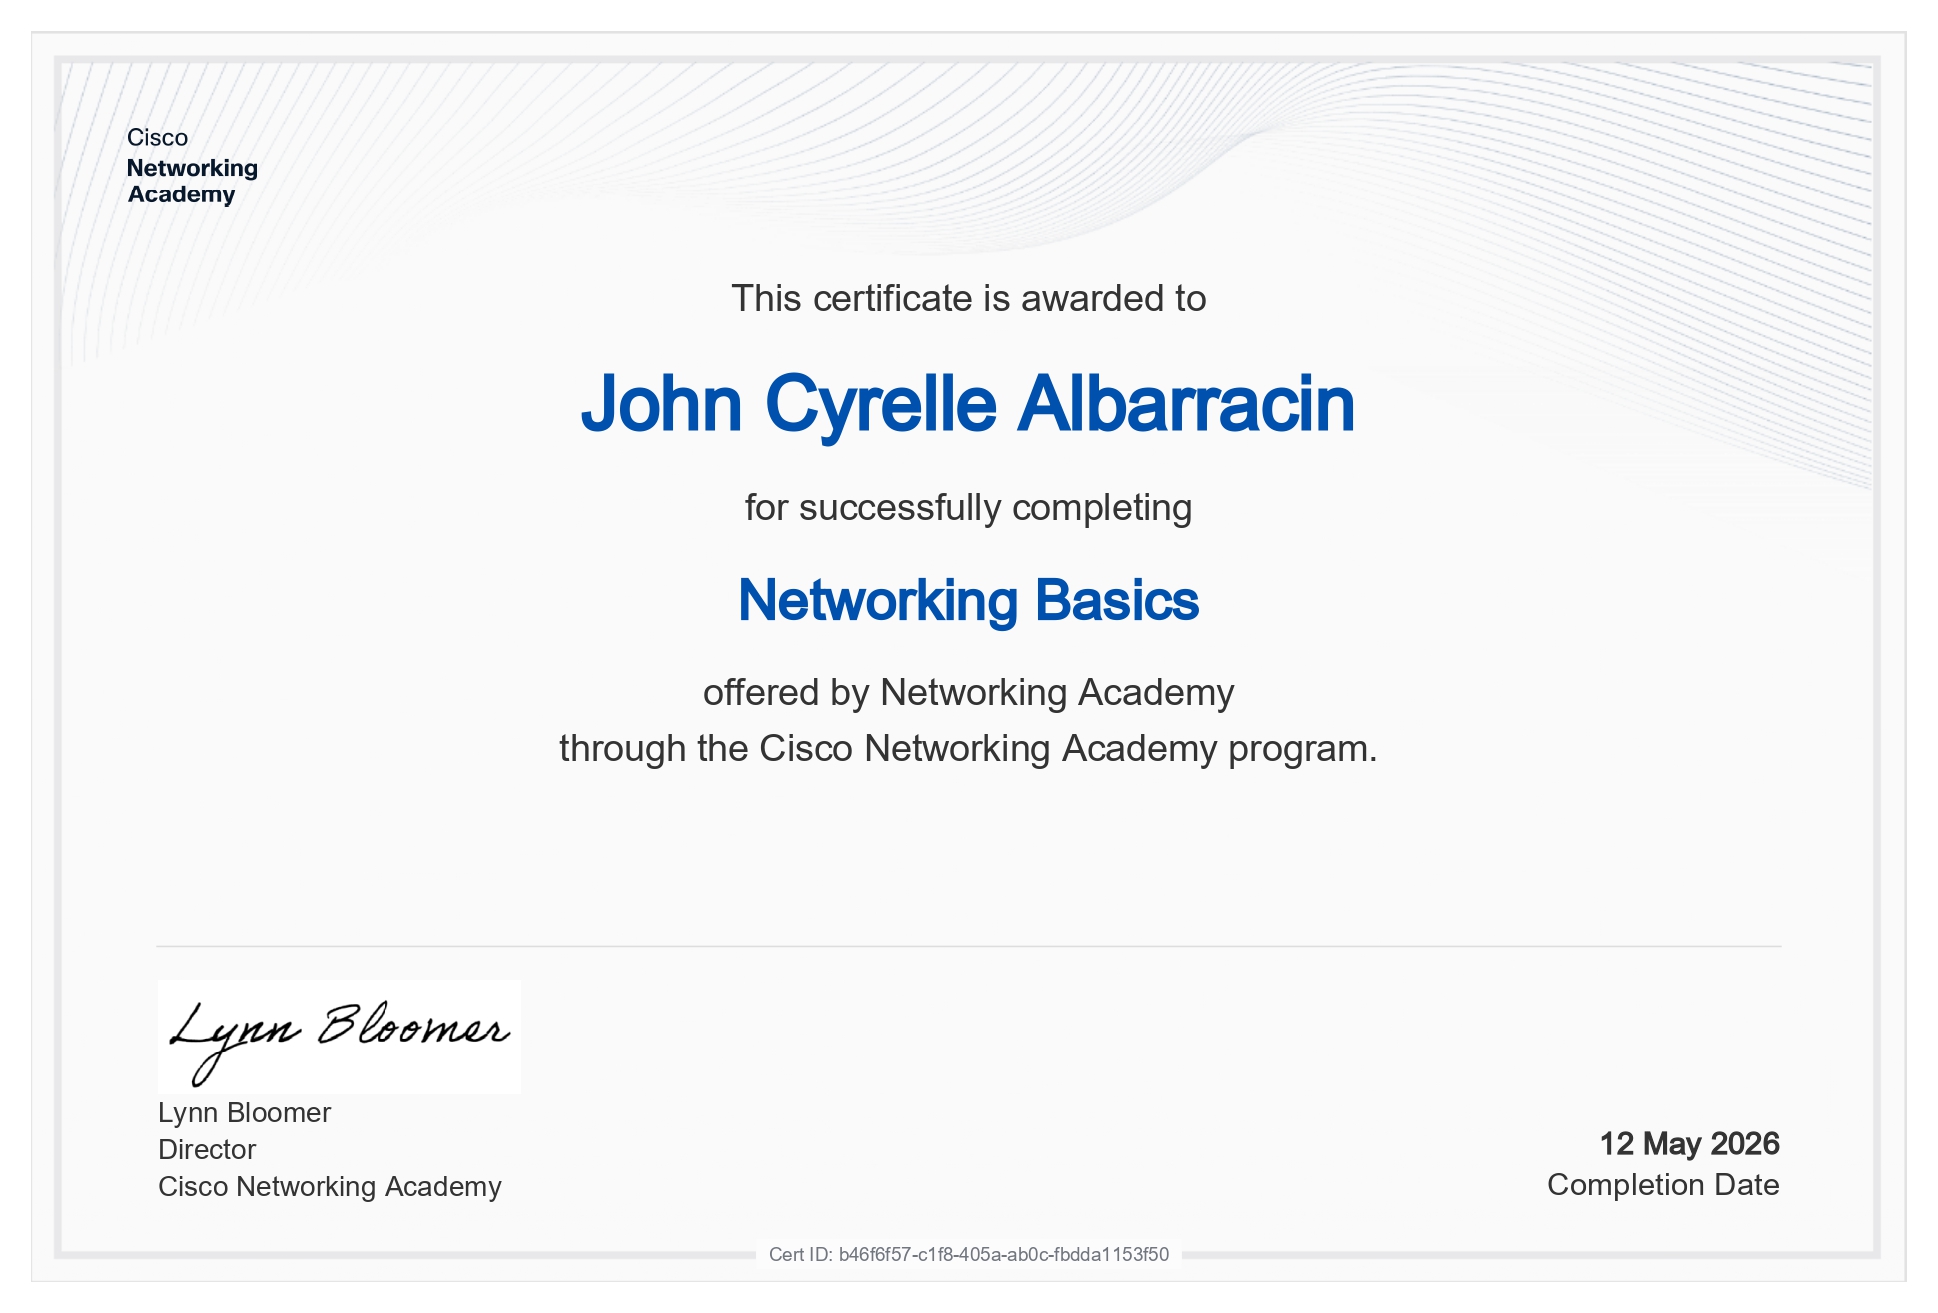 Cisco
Networking
Academy
This certificate is awarded to
John Cyrelle Albarracin
for successfully completing
Networking Basics
offered by Networking Academy
through the Cisco Networking Academy program.
Lynn Bloomer
Lynn Bloomer
Director
Cisco Networking Academy
12 May 2026
Completion Date
Cert ID: b46f6f57-c1f8-405a-ab0c-fbdda1153f50